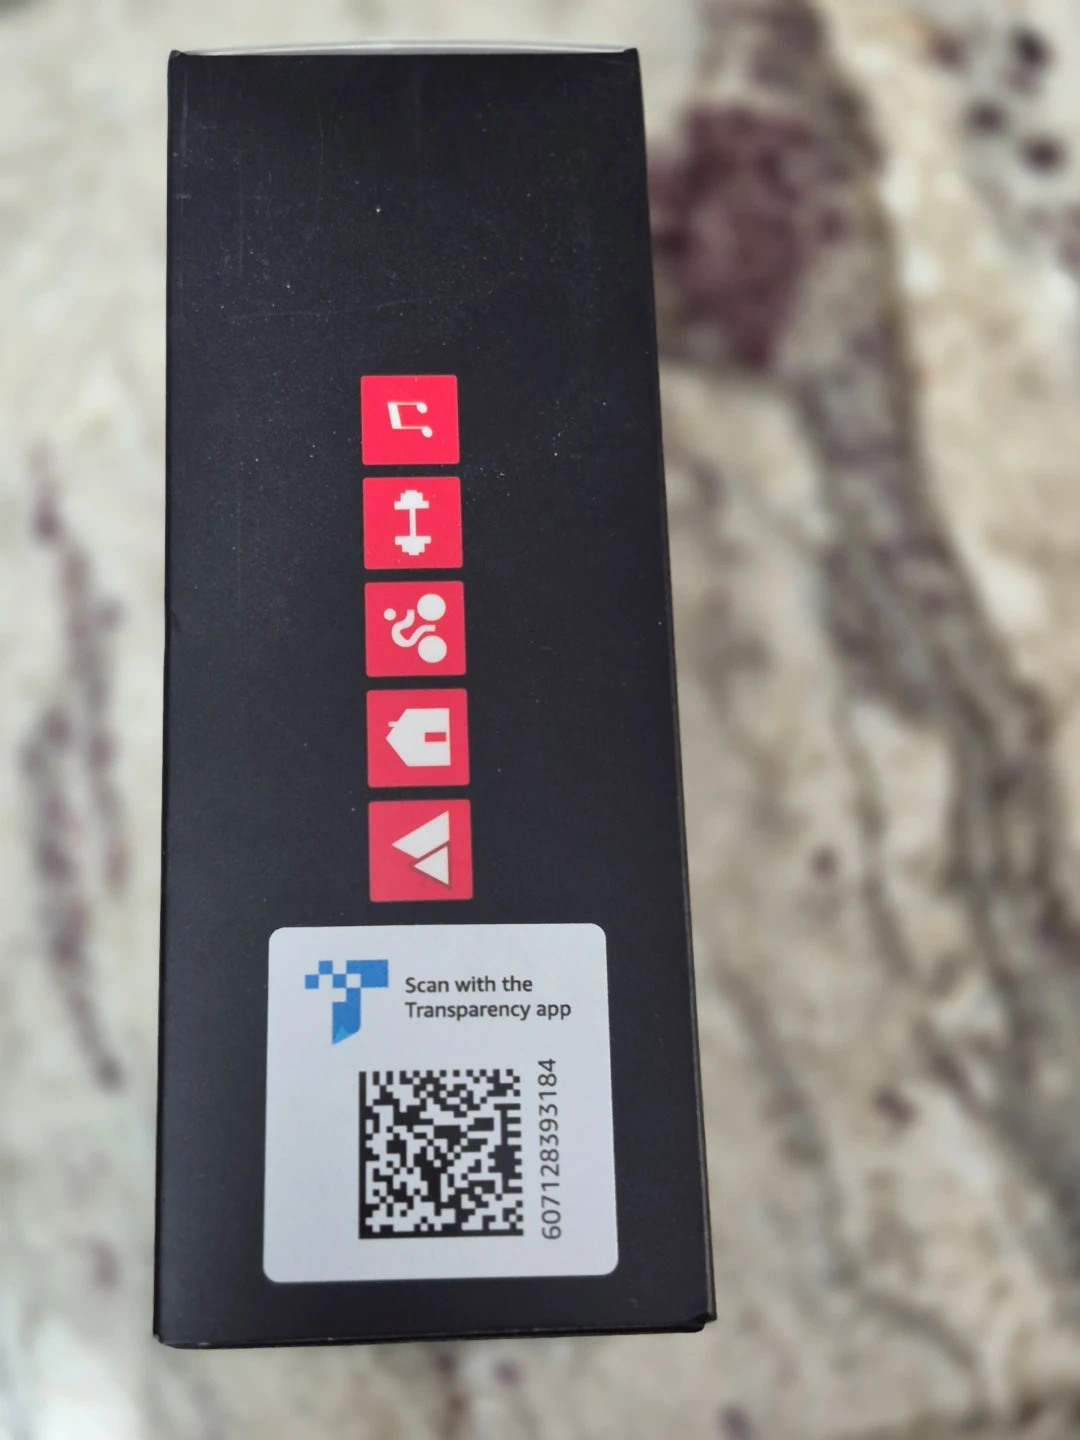 Scan with the
Transparency app
607128393184